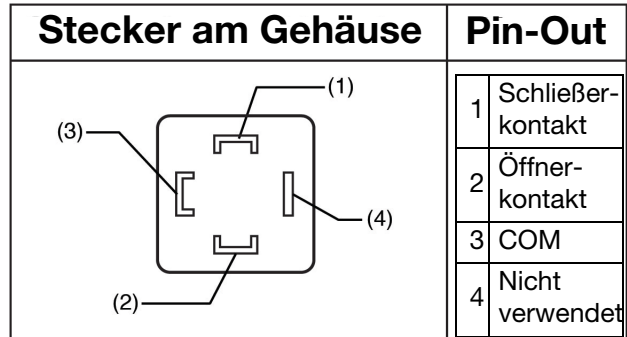 Stecker am Gehäuse
Pin-Out
(1)
(3)
(4)
(2)
1 Schließer-
kontakt
2 Öffner-
kontakt
3 COM
4 Nicht
verwendet